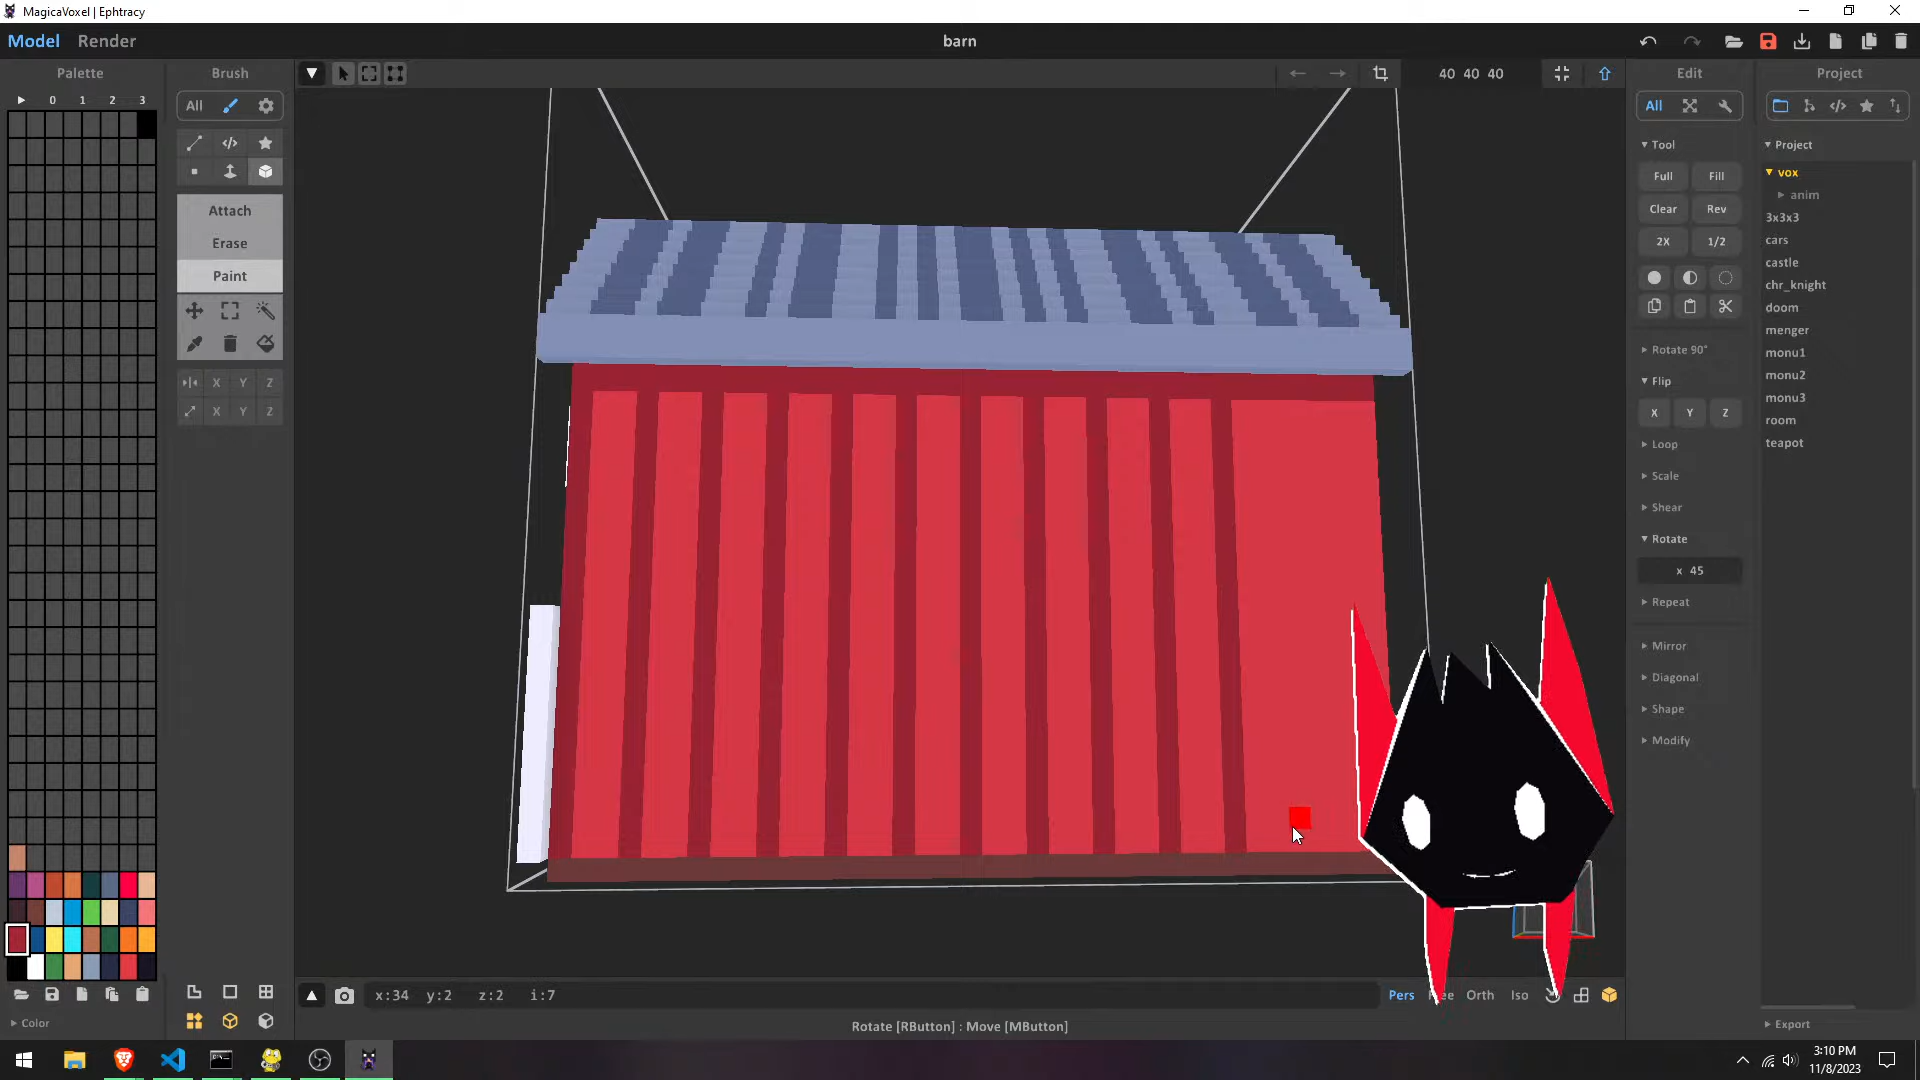 MagicaVoxel | Ephtracy
Model Render
barn
Palette
Brush
40 40 40
Edit
Project
0 1 2 3
All
All
Tool
Project
Full Fill
vox
Clear Rev
anim
Attach
3x3x3
Erase
2X 1/2
cars
Paint
castle
chr_knight
doom
menger
Rotate 90°
monu1
Flip
monu2
X Y Z
monu3
X Y Z
X Y Z
room
Loop
teapot
Scale
Shear
Rotate
x 45
Repeat
Mirror
Diagonal
Shape
Modify
x:34 y:2 z:2 i:7
Pers
Orth Iso
Color
Rotate [RButton] : Move [MButton]
Export
3:10 PM
11/8/2023